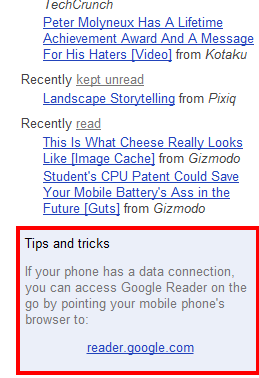 TechCrunch
Peter Molyneux Has A Lifetime
Achievement Award And A Message
For His Haters [Video] from Kotaku
Recently kept unread
Landscape Storytelling from Pixiq
Recently read
This Is What Cheese Really Looks
Like [Image Cache] from Gizmodo
Student's CPU Patent Could Save
Your Mobile Battery's Ass in the
Future [Guts] from Gizmodo
Tips and tricks
If your phone has a data connection,
you can access Google Reader on the
go by pointing your mobile phone's
browser to:
reader.google.com